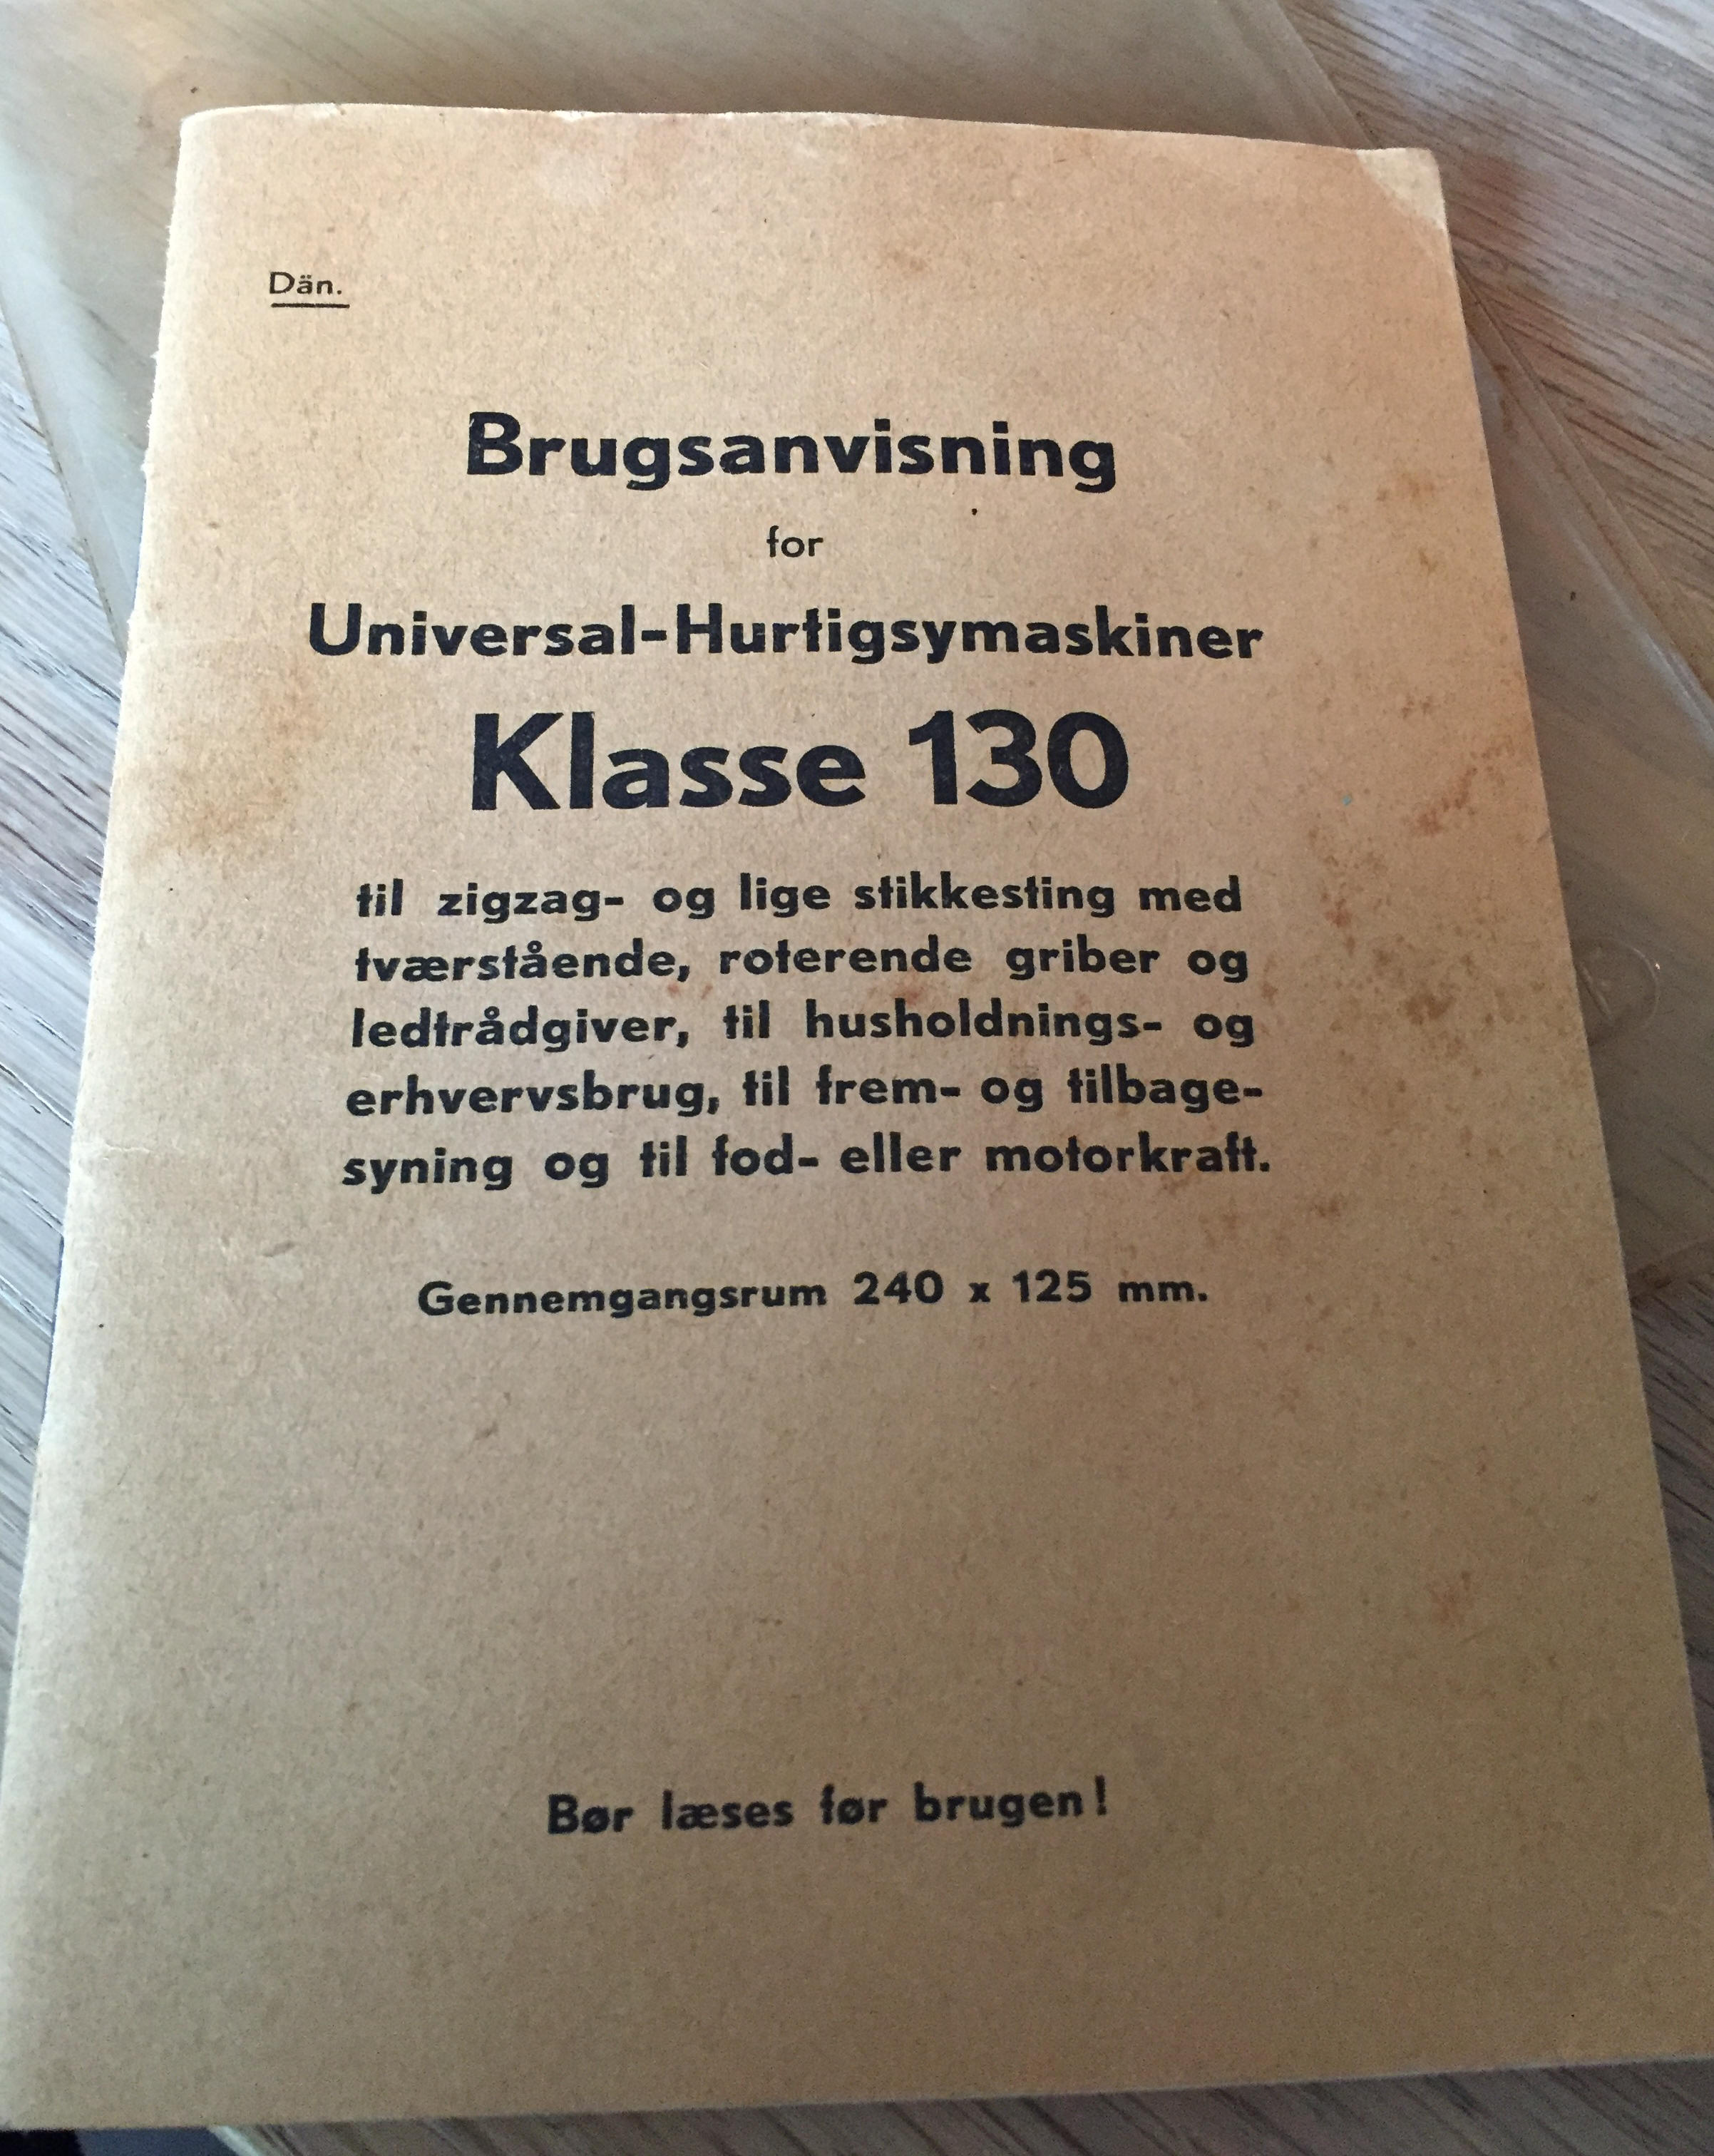 Dän.
Brugsanvisning
for
Universal-Hurtigsymaskiner
Klasse 130
til zigzag- og lige stikkesting med
tværstående, roterende griber og
ledtrådgiver, til husholdnings- og
erhvervsbrug, til frem- og tilbage-
syning og til fod- eller motorkraft.
Gennemgangsrum 240 x 125 mm.
Bør læses før brugen!